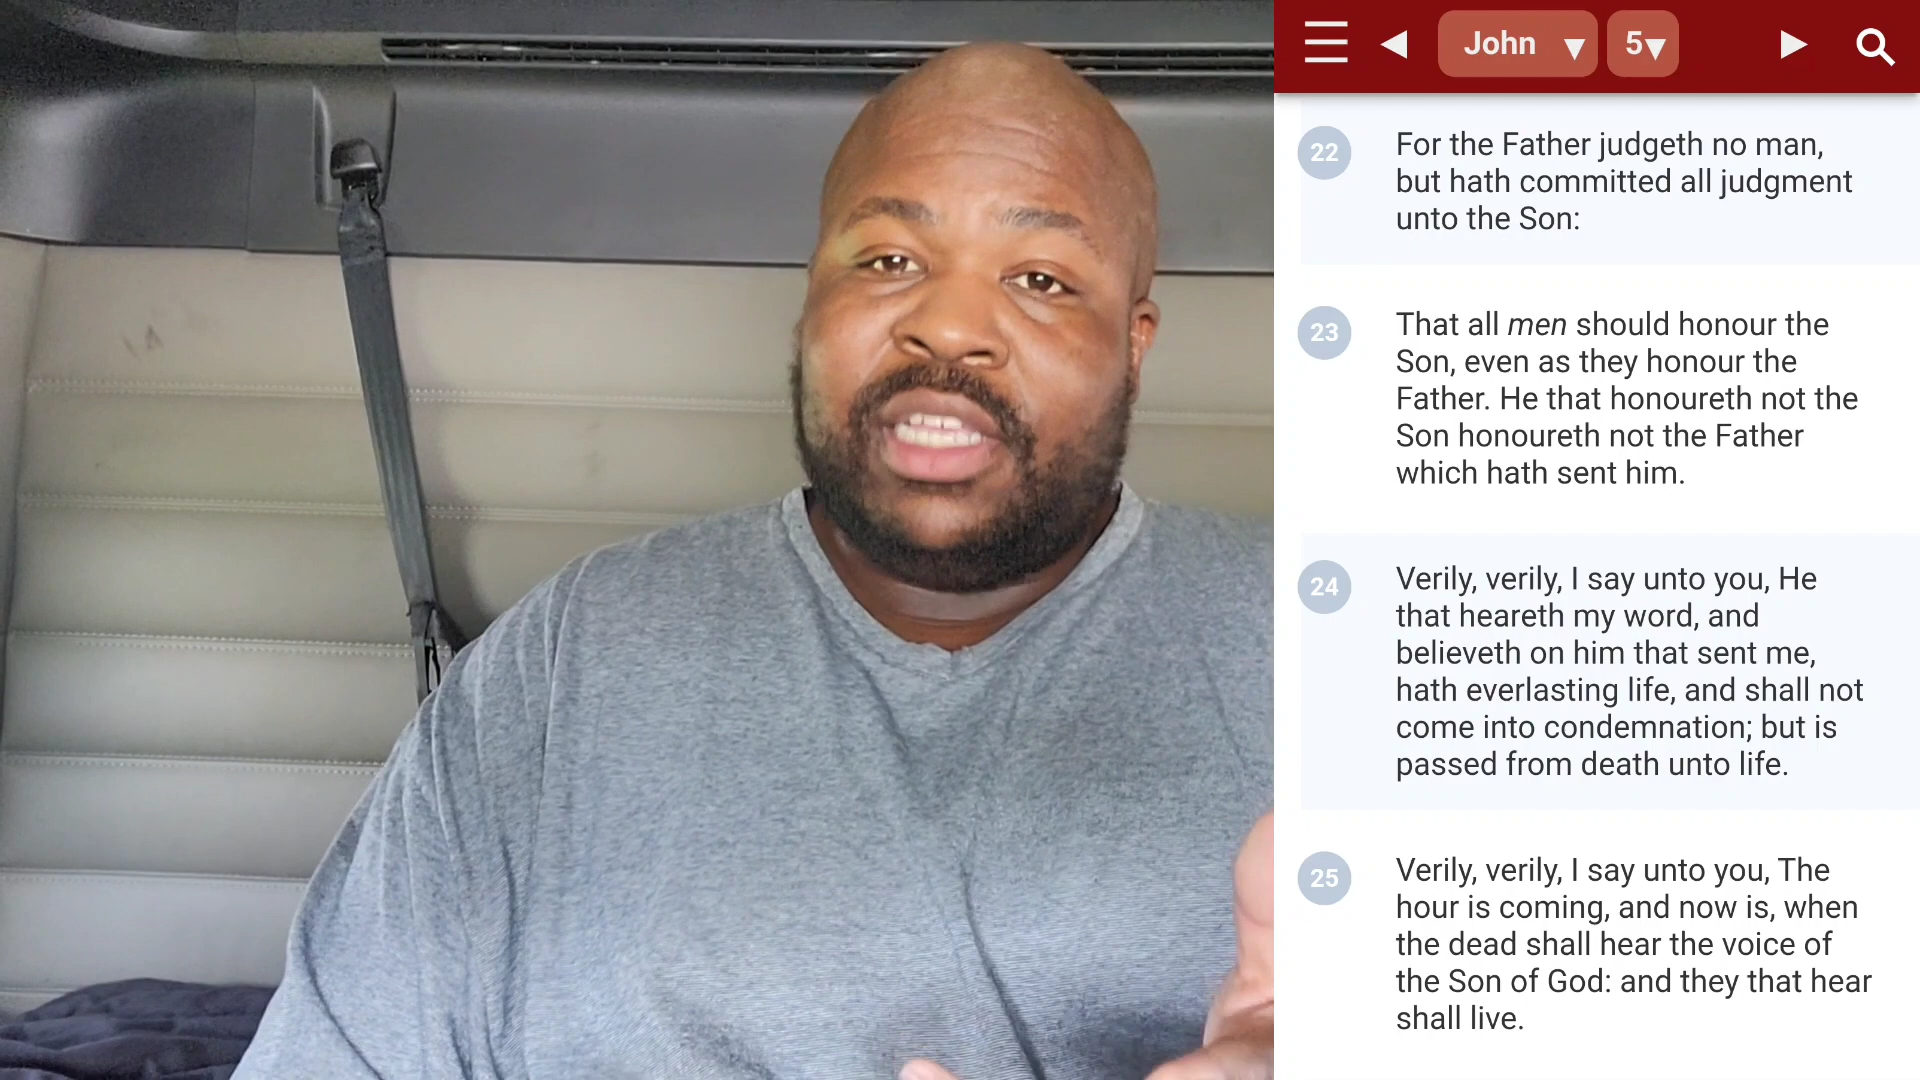 John 5
22 For the Father judgeth no man,
but hath committed all judgment
unto the Son:
23 That all men should honour the
Son, even as they honour the
Father. He that honoureth not the
Son honoureth not the Father
which hath sent him.
24 Verily, verily, I say unto you, He
that heareth my word, and
believeth on him that sent me,
hath everlasting life, and shall not
come into condemnation; but is
passed from death unto life.
25 Verily, verily, I say unto you, The
hour is coming, and now is, when
the dead shall hear the voice of
the Son of God: and they that hear
shall live.